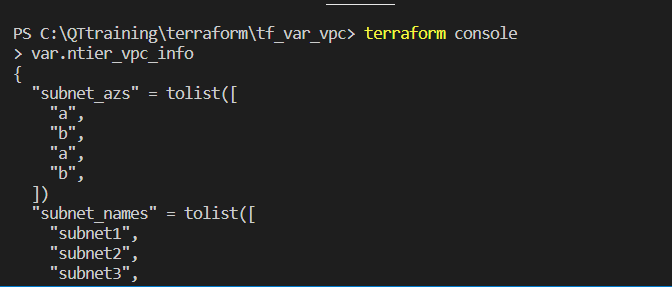 PS C:\QTtraining\terraform\tf_var_vpc> terraform console
> var.ntier_vpc_info
{
  "subnet_azs" = tolist([
    "a",
    "b",
    "a",
    "b",
  ])
  "subnet_names" = tolist([
    "subnet1",
    "subnet2",
    "subnet3",